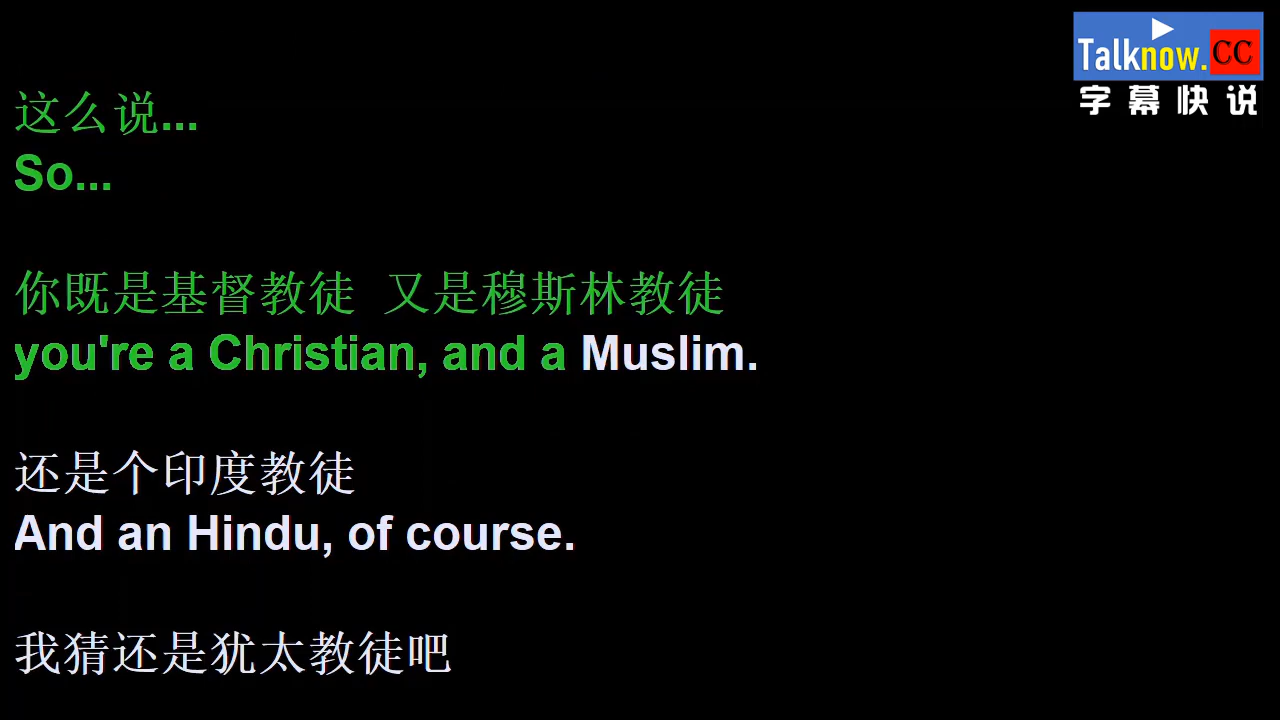 Talknow.CC
字幕快说
这么说...
So...
你既是基督教徒 又是穆斯林教徒
you're a Christian, and a Muslim.
还是个印度教徒
And an Hindu, of course.
我猜还是犹太教徒吧